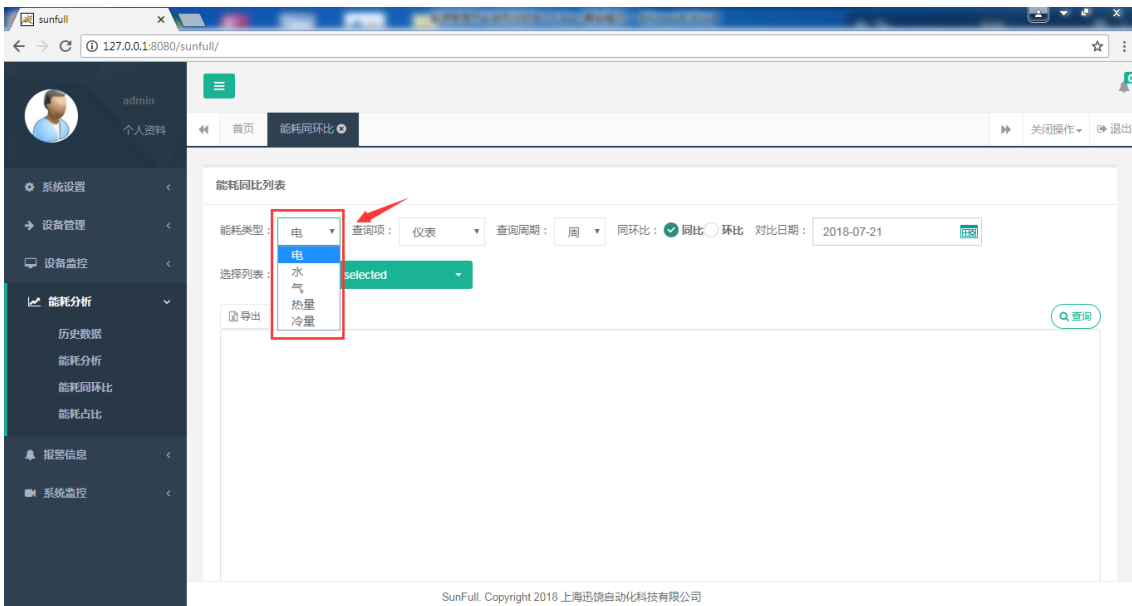 sunfull
127.0.0.1:8080/sunfull/
admin
个人资料
首页
能耗同环比
关闭操作
退出
系统设置
设备管理
设备监控
能耗分析
历史数据
能耗分析
能耗同环比
能耗占比
报警信息
系统监控
能耗同比列表
能耗类型: 电 查询项: 仪表 查询周期: 周 同环比: 同比 环比 对比日期: 2018-07-21
电
水
气
热量
冷量
选择列表: selected
导出
查询
SunFull. Copyright 2018 上海迅饶自动化科技有限公司